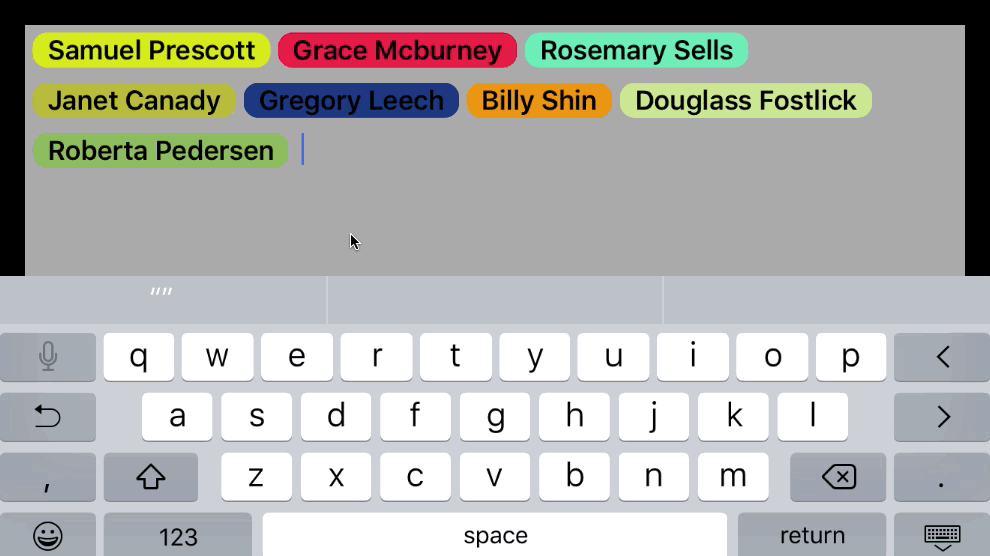 Samuel Prescott Grace Mcburney Rosemary Sells
Janet Canady Gregory Leech Billy Shin Douglass Fostlick
Roberta Pedersen
""
q w e r t y u i o p <
a s d f g h j k l >
, z x c v b n m .
123 space return